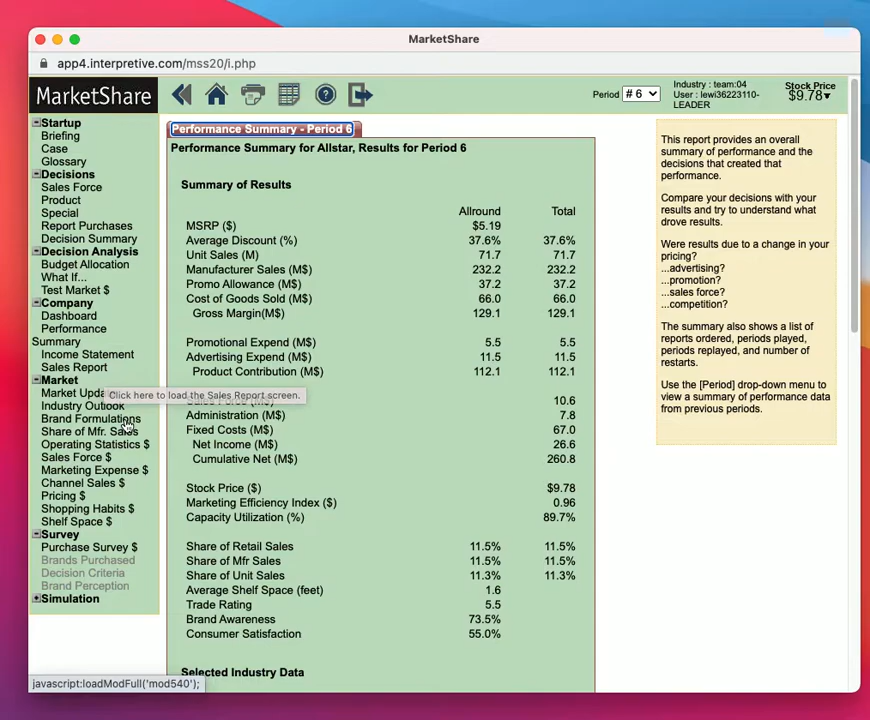 MarketShare
app4.interpretive.com/mss20/i.php
MarketShare
Period
# 6
Industry : team:04
User : lewi36223110-
LEADER
Stock Price
$9.78▾
Startup
Briefing
Case
Glossary
Decisions
Sales Force
Product
Special
Report Purchases
Decision Summary
Decision Analysis
Budget Allocation
What If...
Test Market $
Company
Dashboard
Performance
Summary
Income Statement
Sales Report
Market
Market Upda
Industry Outlook
Brand Formulations
Share of Mfr. Sales
Operating Statistics $
Sales Force $
Marketing Expense $
Channel Sales $
Pricing $
Shopping Habits $
Shelf Space $
Survey
Purchase Survey $
Brands Purchased
Decision Criteria
Brand Perception
Simulation
Click here to load the Sales Report screen.
Performance Summary - Period 6
Performance Summary for Allstar, Results for Period 6
Summary of Results
Allround Total
MSRP ($) $5.19
Average Discount (%) 37.6% 37.6%
Unit Sales (M) 71.7 71.7
Manufacturer Sales (M$) 232.2 232.2
Promo Allowance (M$) 37.2 37.2
Cost of Goods Sold (M$) 66.0 66.0
Gross Margin(M$) 129.1 129.1
Promotional Expend (M$) 5.5 5.5
Advertising Expend (M$) 11.5 11.5
Product Contribution (M$) 112.1 112.1
10.6
Administration (M$) 7.8
Fixed Costs (M$) 67.0
Net Income (M$) 26.6
Cumulative Net (M$) 260.8
Stock Price ($) $9.78
Marketing Efficiency Index ($) 0.96
Capacity Utilization (%) 89.7%
Share of Retail Sales 11.5% 11.5%
Share of Mfr Sales 11.5% 11.5%
Share of Unit Sales 11.3% 11.3%
Average Shelf Space (feet) 1.6
Trade Rating 5.5
Brand Awareness 73.5%
Consumer Satisfaction 55.0%
Selected Industry Data
This report provides an overall
summary of performance and the
decisions that created that
performance.
Compare your decisions with your
results and try to understand what
drove results.
Were results due to a change in your
pricing?
...advertising?
...promotion?
...sales force?
...competition?
The summary also shows a list of
reports ordered, periods played,
periods replayed, and number of
restarts.
Use the [Period] drop-down menu to
view a summary of performance data
from previous periods.
javascript:loadModFull('mod540');